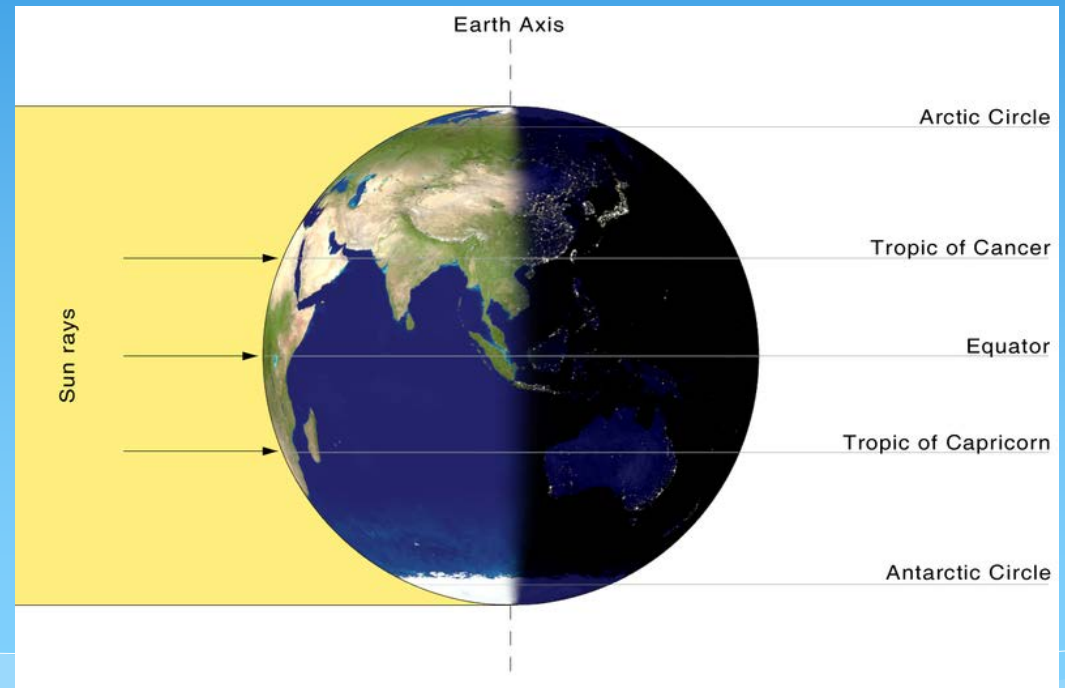 Earth Axis
Arctic Circle
Tropic of Cancer
Sun rays
Equator
Tropic of Capricorn
Antarctic Circle